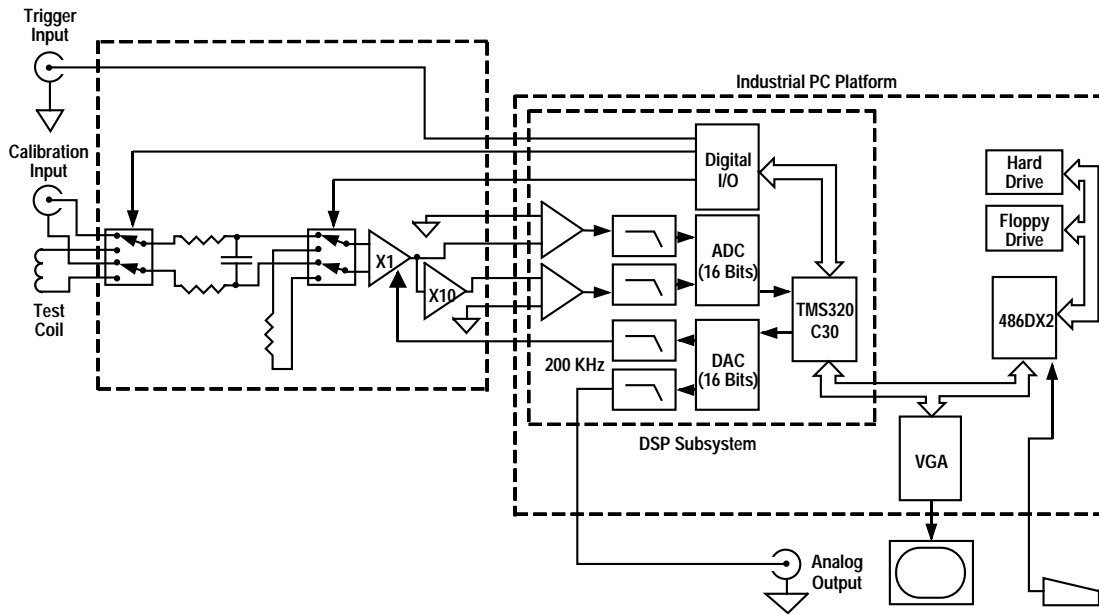 Trigger
Input
Industrial PC Platform
Calibration
Input
Digital
I/O
Hard
Drive
Floppy
Drive
X1
X10
ADC
(16 Bits)
Test
Coil
TMS320
C30
486DX2
200 KHz
DAC
(16 Bits)
DSP Subsystem
VGA
Analog
Output